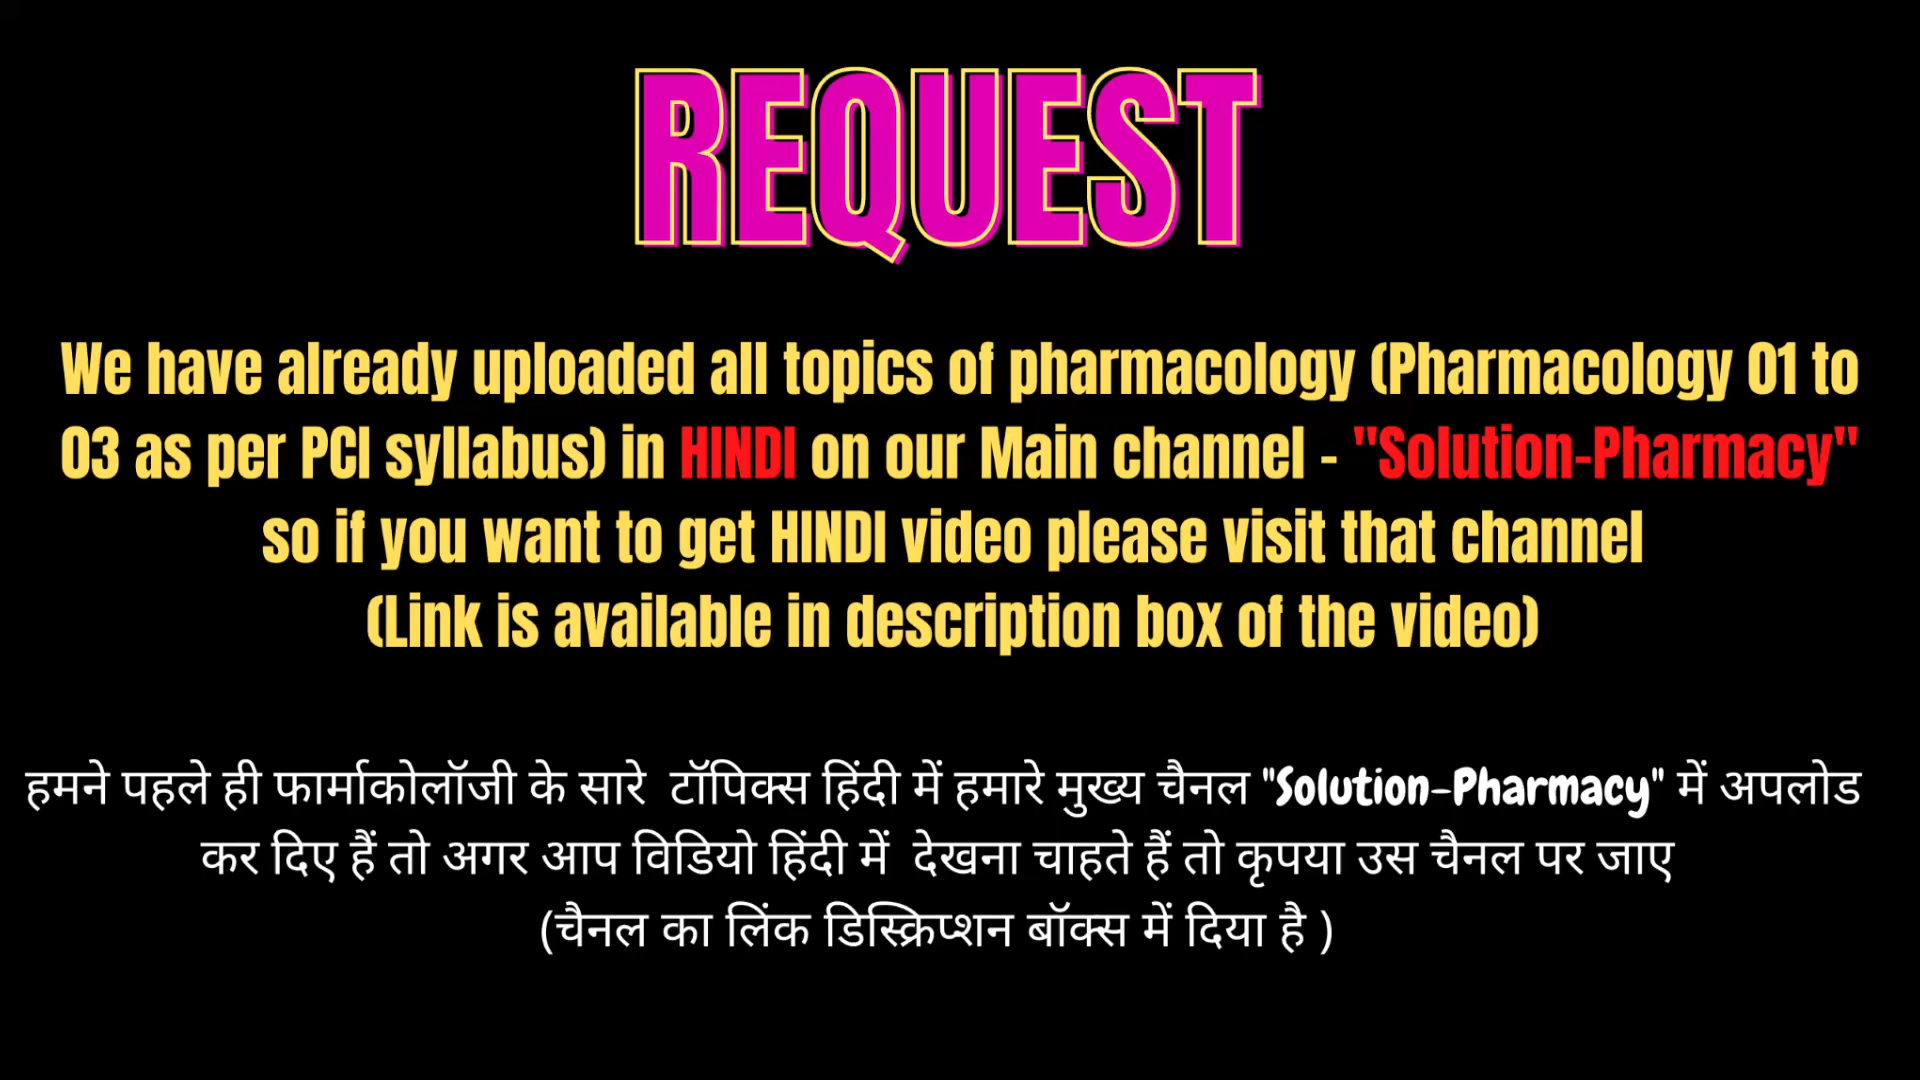 REQUEST
We have already uploaded all topics of pharmacology (Pharmacology 01 to
03 as per PCI syllabus) in HINDI on our Main channel - "Solution-Pharmacy"
so if you want to get HINDI video please visit that channel
(Link is available in description box of the video)
हमने पहले ही फार्माकोलॉजी के सारे टॉपिक्स हिंदी में हमारे मुख्य चैनल "Solution-Pharmacy" में अपलोड
कर दिए हैं तो अगर आप विडियो हिंदी में देखना चाहते हैं तो कृपया उस चैनल पर जाए
(चैनल का लिंक डिस्क्रिप्शन बॉक्स में दिया है )